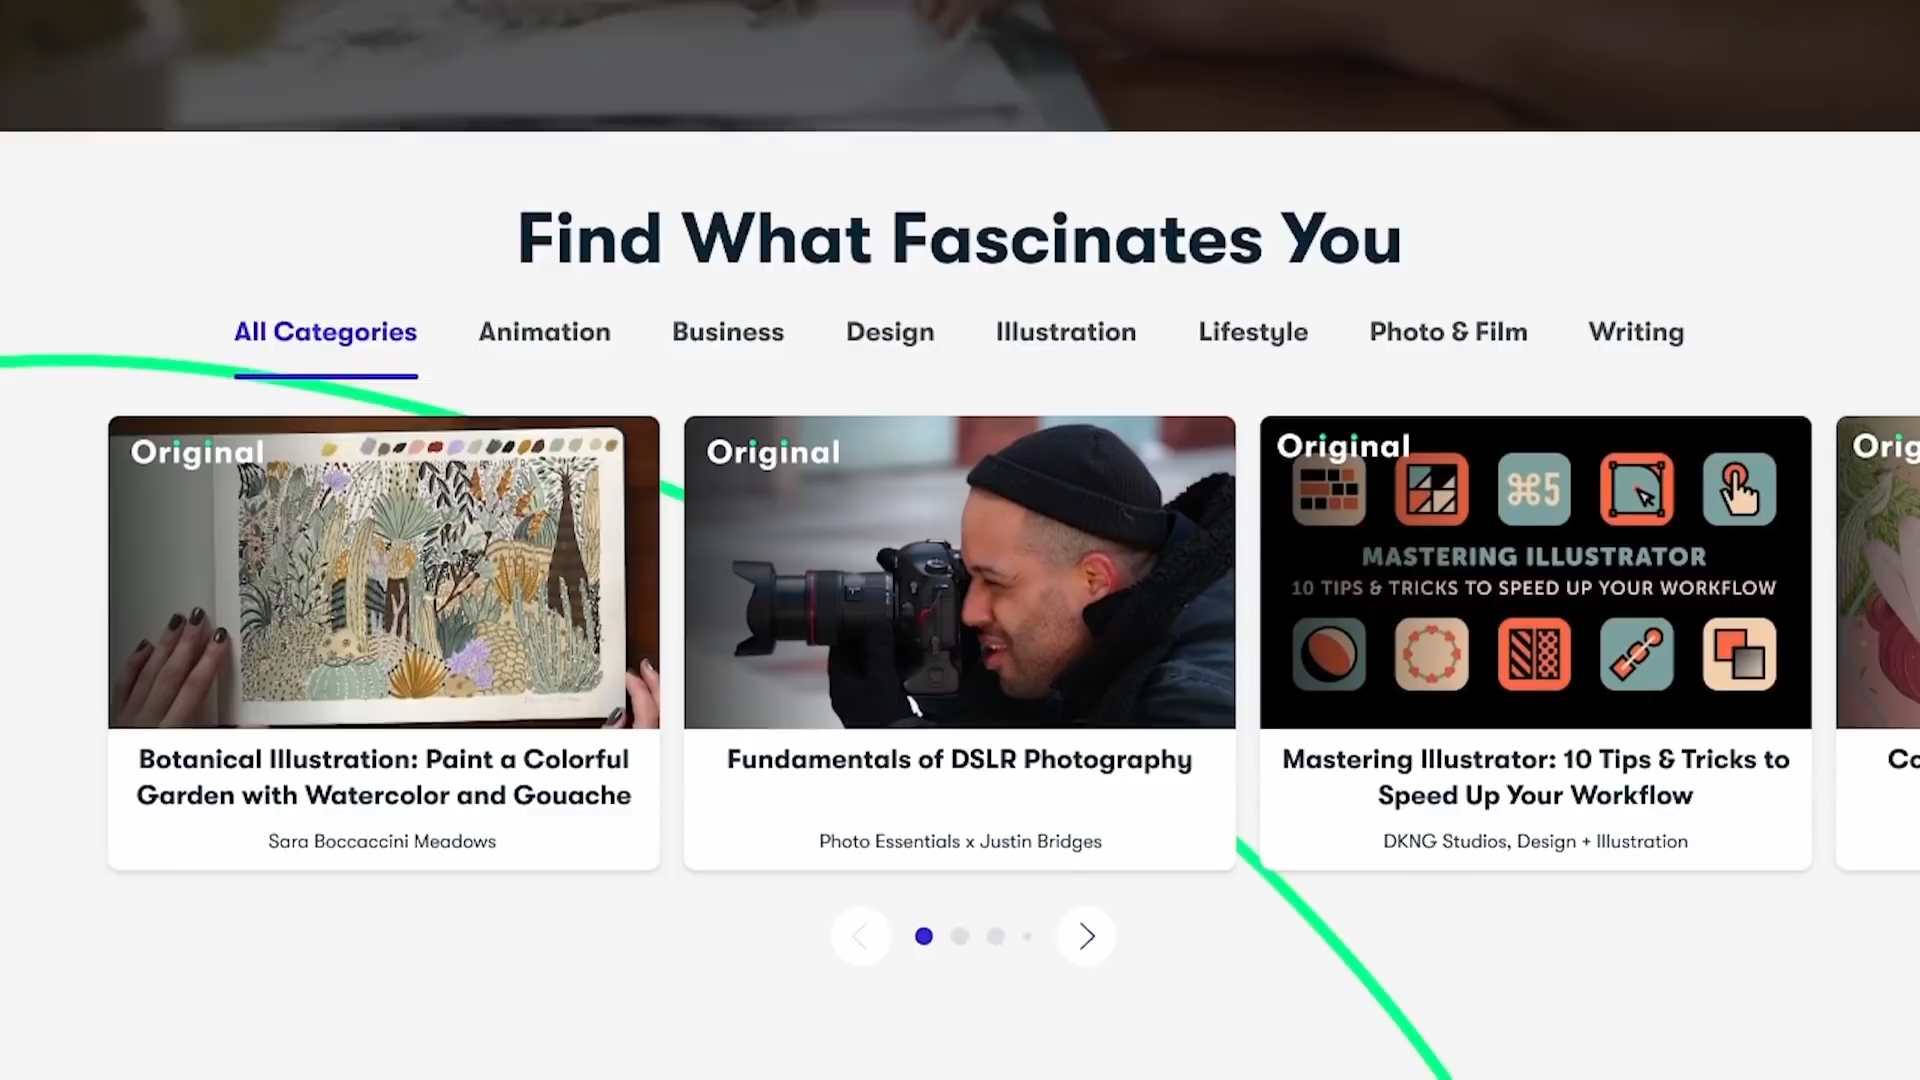 Find What Fascinates You
All Categories Animation Business Design Illustration Lifestyle Photo & Film Writing
Original
Botanical Illustration: Paint a Colorful
Garden with Watercolor and Gouache
Sara Boccaccini Meadows
Original
Fundamentals of DSLR Photography
Photo Essentials x Justin Bridges
Original
⌘5
MASTERING ILLUSTRATOR
10 TIPS & TRICKS TO SPEED UP YOUR WORKFLOW
Mastering Illustrator: 10 Tips & Tricks to
Speed Up Your Workflow
DKNG Studios, Design + Illustration
Orig
Co